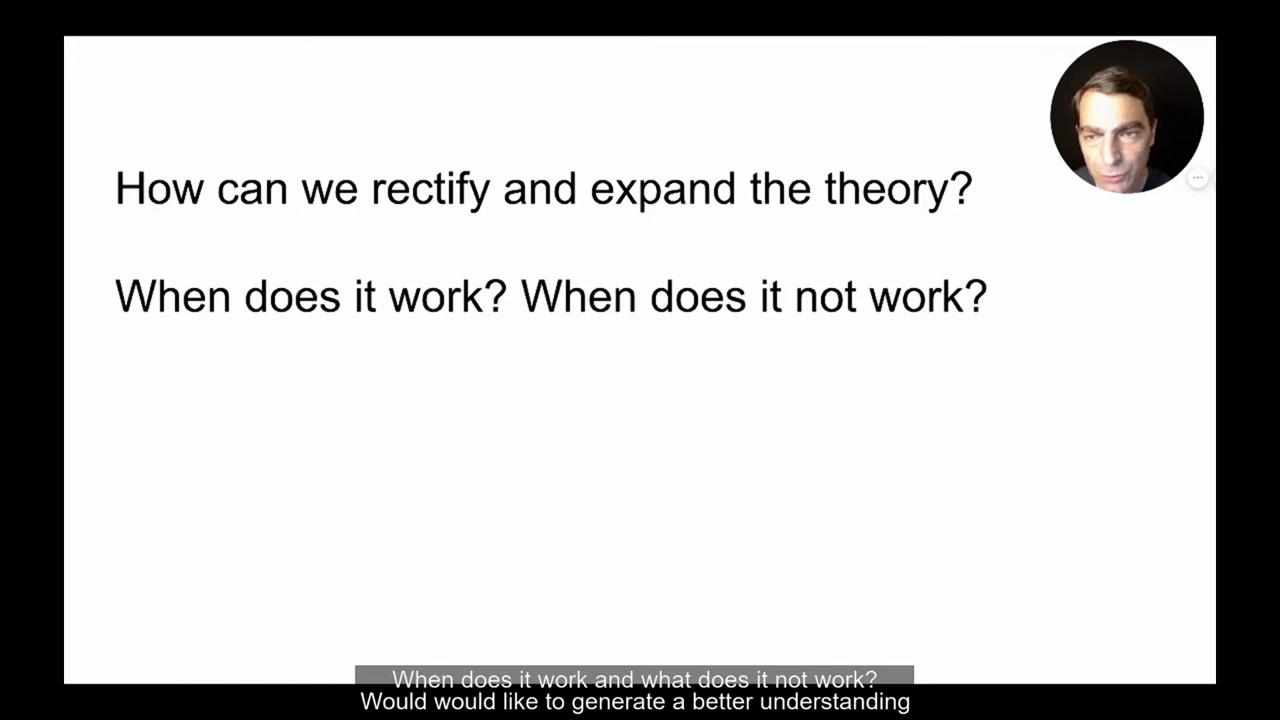 How can we rectify and expand the theory?
When does it work? When does it not work?
When does it work and what does it not work?
Would would like to generate a better understanding